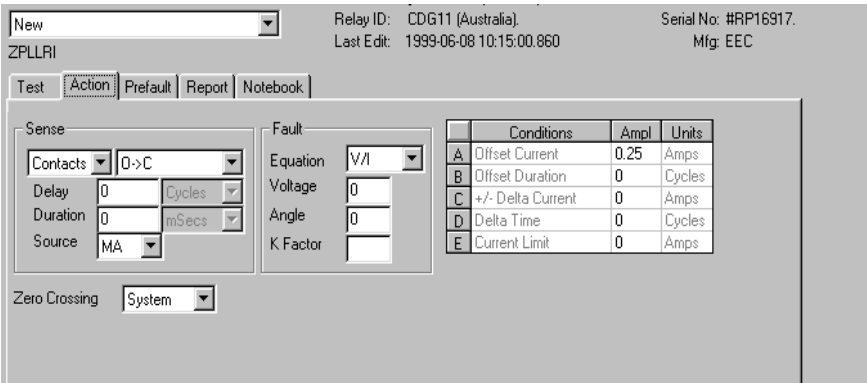 New
Relay ID: CDG11 (Australia). Serial No: #RP16917.
ZPLLRI
Last Edit: 1999-06-08 10:15:00.860 Mfg: EEC
Test Action Prefault Report Notebook
Sense
Contacts O->C
Delay 0 Cycles
Duration 0 mSecs
Source MA
Zero Crossing System
Fault
Equation V/I
Voltage 0
Angle 0
K Factor
Conditions Ampl Units
A Offset Current 0.25 Amps
B Offset Duration 0 Cycles
C +/- Delta Current 0 Amps
D Delta Time 0 Cycles
E Current Limit 0 Amps